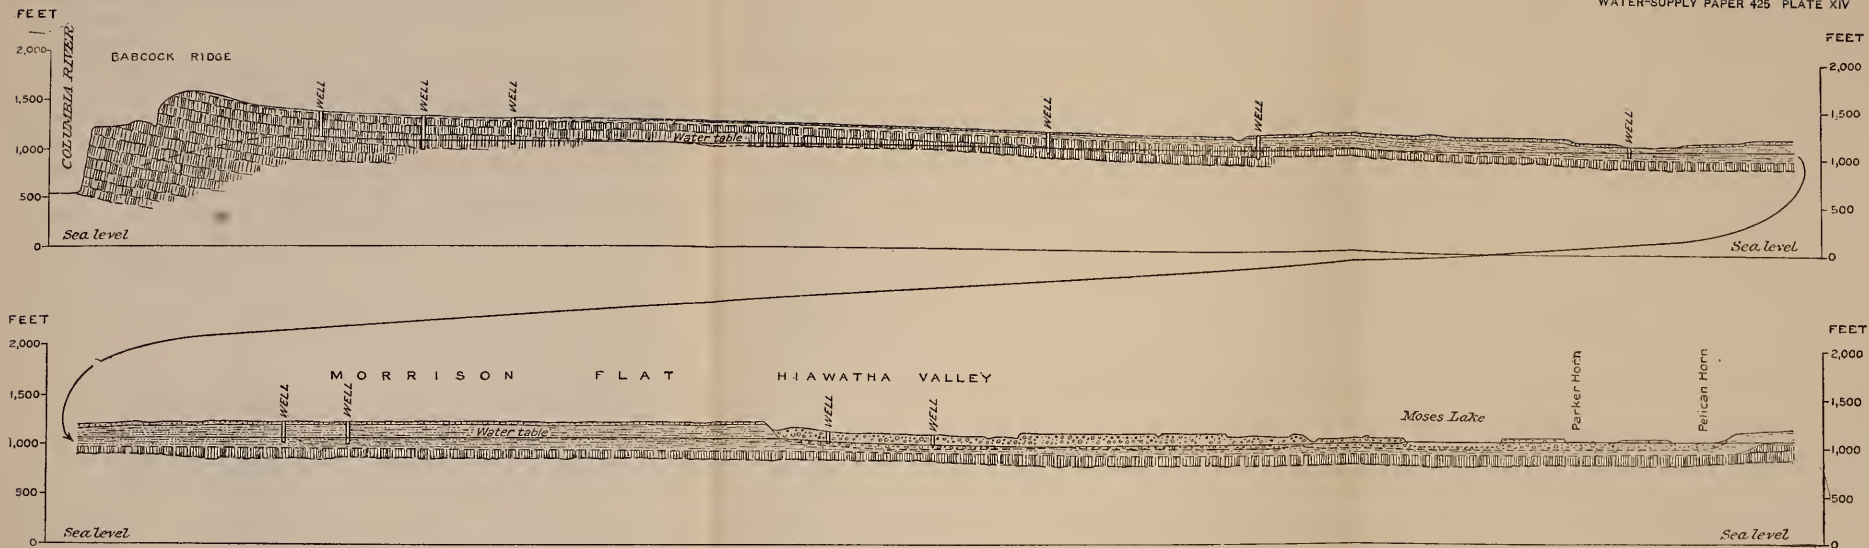 WATER-SUPPLY PAPER 425 PLATE XIV
FEET
FEET
COLUMBIA RIVER
BABCOCK RIDGE
2,000
1,500
1,000
500
0
WELL
WELL
WELL
WELL
WELL
WELL
Water table
2,000
1,500
1,000
500
0
Sea level
Sea level
FEET
FEET
2,000
1,500
1,000
500
0
MORRISON FLAT
HIAWATHA VALLEY
WELL
WELL
WELL
WELL
Water table
Moses Lake
Parker Horn
Pelican Horn
2,000
1,500
1,000
500
0
Sea level
Sea level